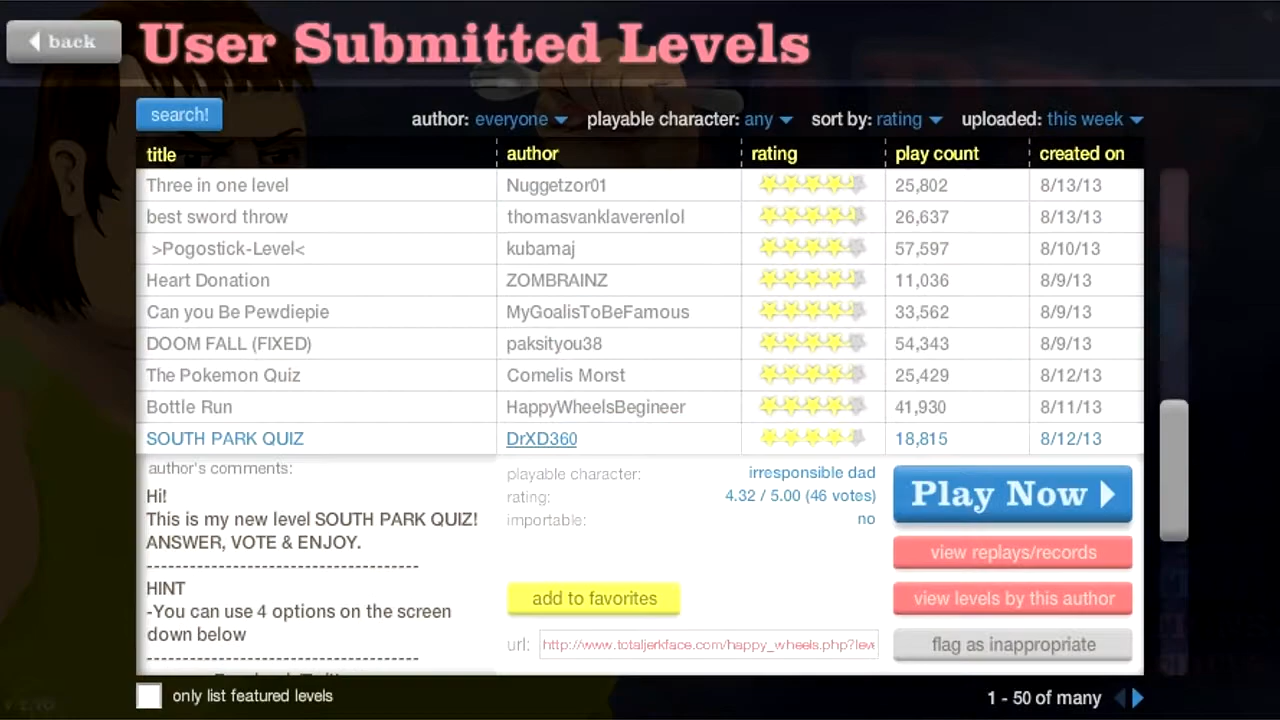 back
User Submitted Levels
search!
author: everyone playable character: any sort by: rating uploaded: this week
title author rating play count created on
Three in one level Nuggetzor01 25,802 8/13/13
best sword throw thomasvanklaverenlol 26,637 8/13/13
>Pogostick-Level< kubamaj 57,597 8/10/13
Heart Donation ZOMBRAINZ 11,036 8/9/13
Can you Be Pewdiepie MyGoalisToBeFamous 33,562 8/9/13
DOOM FALL (FIXED) paksityou38 54,343 8/9/13
The Pokemon Quiz Cornelis Morst 25,429 8/12/13
Bottle Run HappyWheelsBegineer 41,930 8/11/13
SOUTH PARK QUIZ DrXD360 18,815 8/12/13
author's comments:
Hi!
This is my new level SOUTH PARK QUIZ!
ANSWER, VOTE & ENJOY.
-----------------------------------
HINT
-You can use 4 options on the screen
down below
-----------------------------------
playable character: irresponsible dad
rating: 4.32 / 5.00 (46 votes)
importable: no
add to favorites
url: http://www.totaljerkface.com/happy_wheels.php?leve
Play Now
view replays/records
view levels by this author
flag as inappropriate
only list featured levels
1 - 50 of many